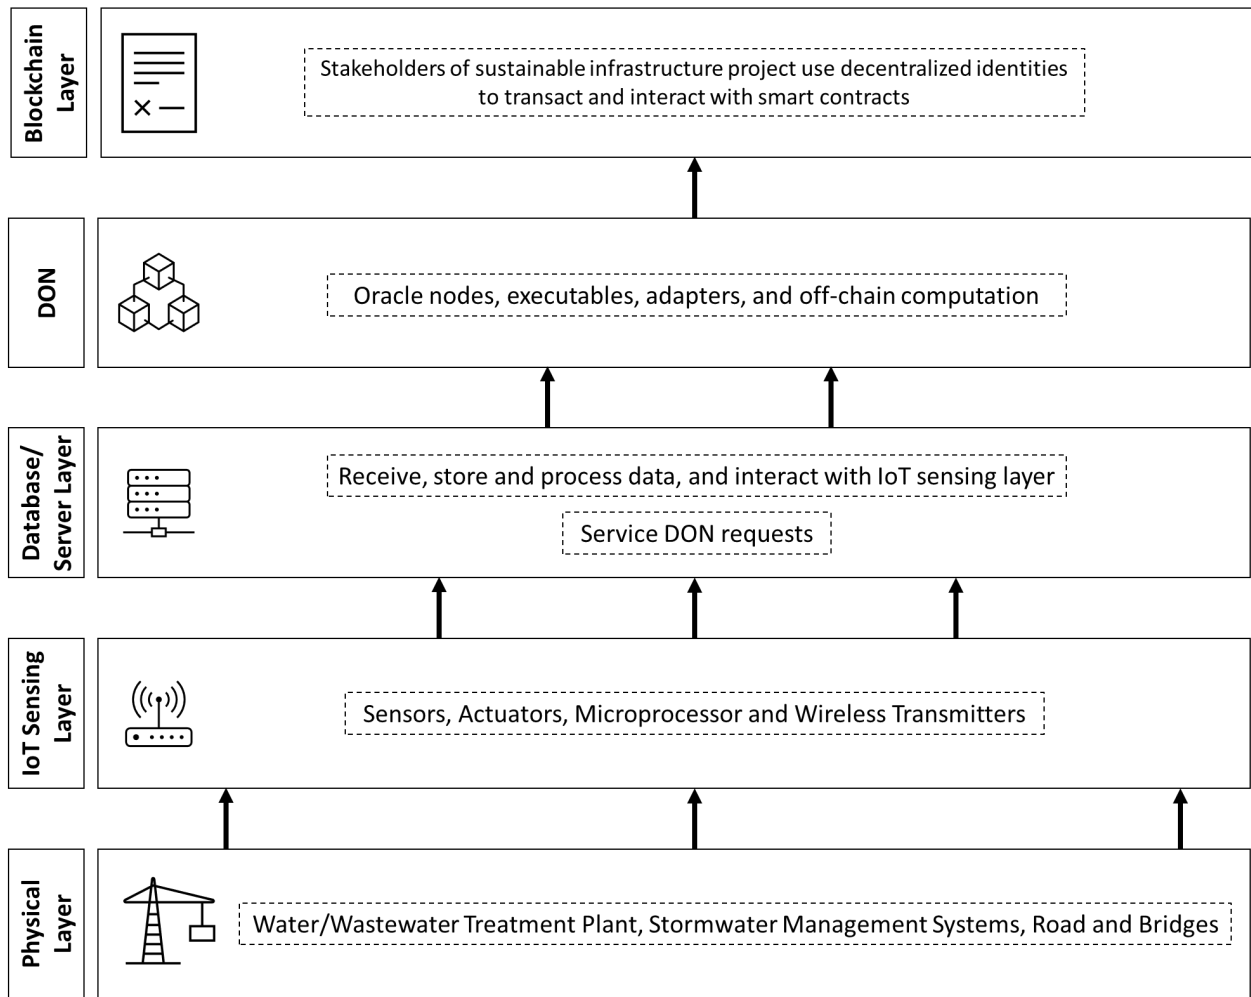 Blockchain
Layer
Stakeholders of sustainable infrastructure project use decentralized identities
to transact and interact with smart contracts
DON
Oracle nodes, executables, adapters, and off-chain computation
Database/
Server Layer
Receive, store and process data, and interact with IoT sensing layer
Service DON requests
IoT Sensing
Layer
Sensors, Actuators, Microprocessor and Wireless Transmitters
Physical
Layer
Water/Wastewater Treatment Plant, Stormwater Management Systems, Road and Bridges